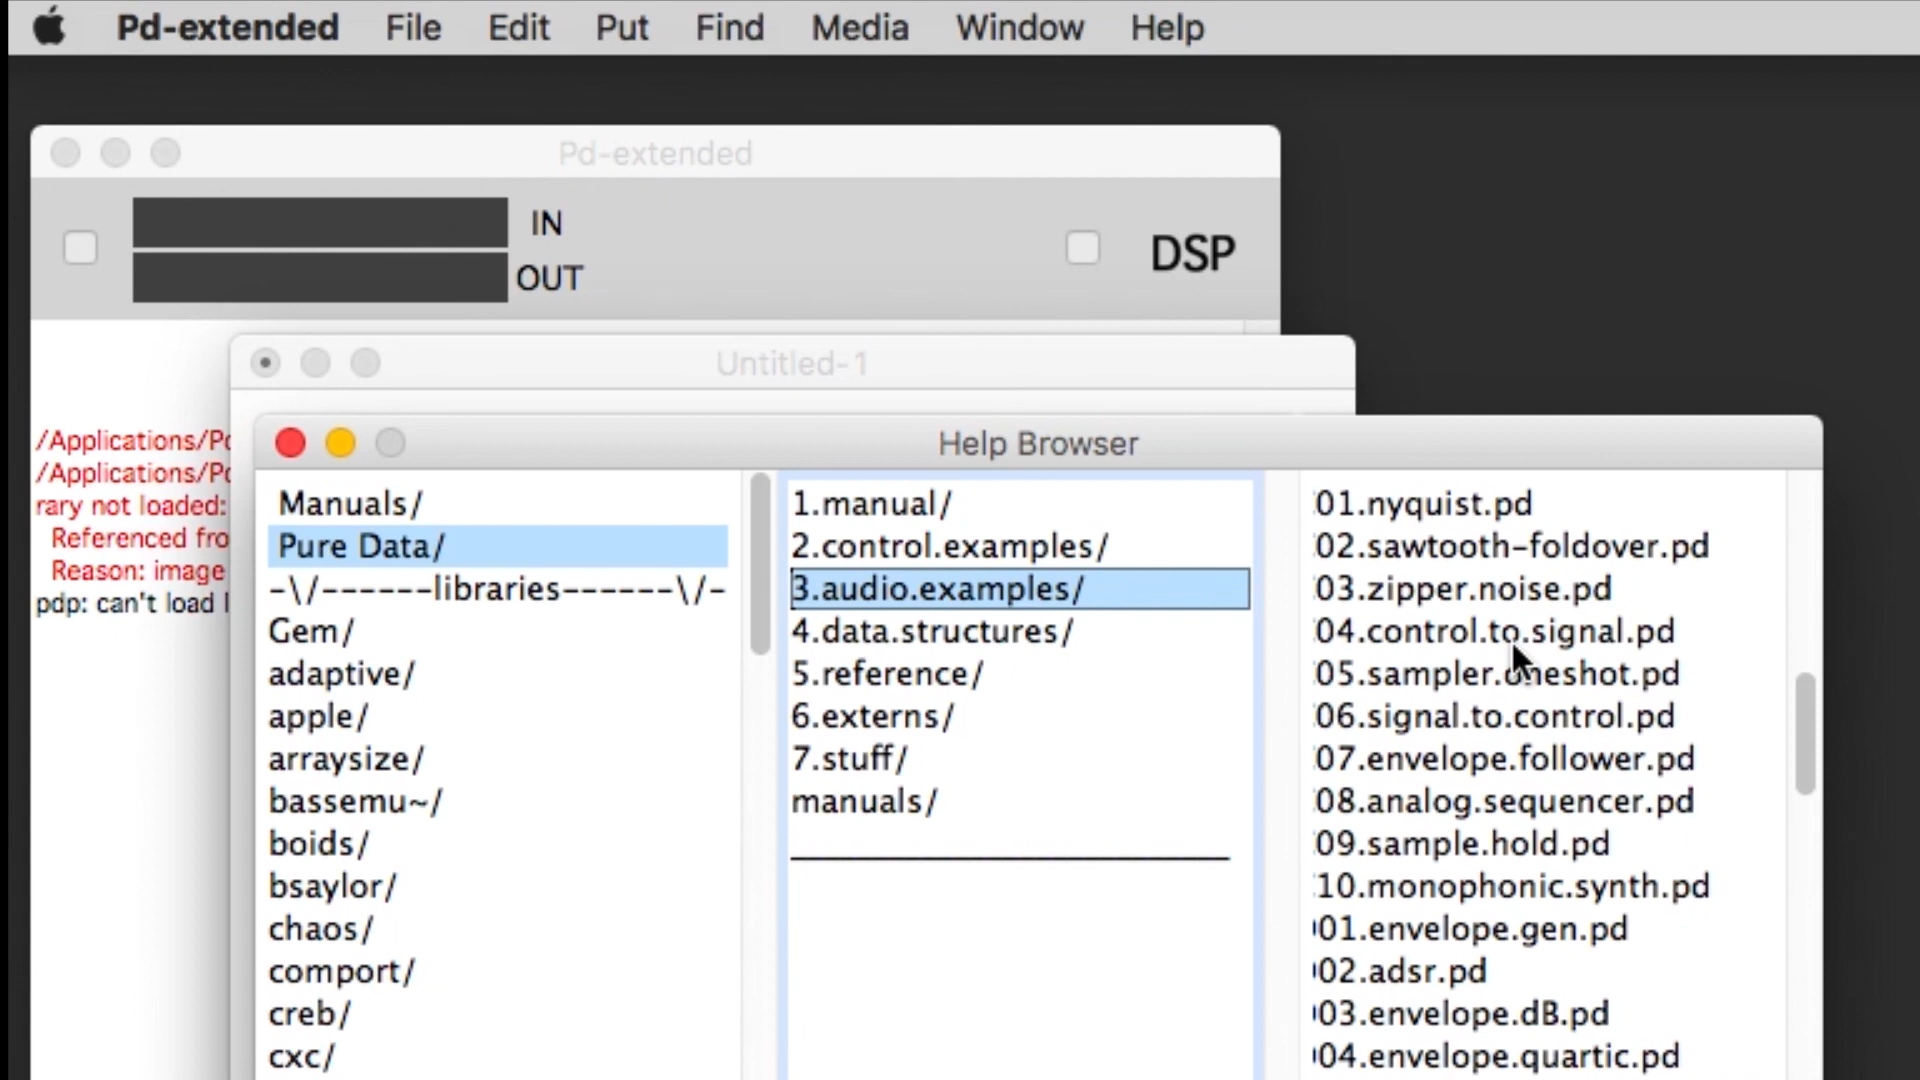 Pd-extended File Edit Put Find Media Window Help
Pd-extended
IN
OUT
DSP
Untitled-1
/Applications/Pd
/Applications/Pd
rary not loaded:
Referenced fro
Reason: image
pdp: can't load l
Help Browser
Manuals/
Pure Data/
-\/------libraries------\/-
Gem/
adaptive/
apple/
arraysize/
bassemu~/
boids/
bsaylor/
chaos/
comport/
creb/
cxc/
1.manual/
2.control.examples/
3.audio.examples/
4.data.structures/
5.reference/
6.externs/
7.stuff/
manuals/
01.nyquist.pd
02.sawtooth-foldover.pd
03.zipper.noise.pd
04.control.to.signal.pd
05.sampler.oneshot.pd
06.signal.to.control.pd
07.envelope.follower.pd
08.analog.sequencer.pd
09.sample.hold.pd
10.monophonic.synth.pd
01.envelope.gen.pd
02.adsr.pd
03.envelope.dB.pd
04.envelope.quartic.pd